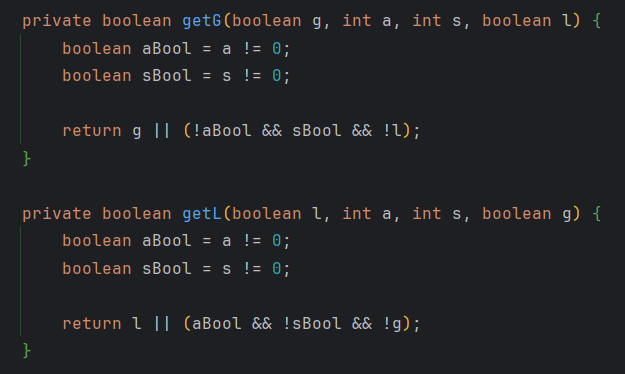 private boolean getG(boolean g, int a, int s, boolean l) {
boolean aBool = a != 0;
boolean sBool = s != 0;
return g || (!aBool && sBool && !l);
}
private boolean getL(boolean l, int a, int s, boolean g) {
boolean aBool = a != 0;
boolean sBool = s != 0;
return l || (aBool && !sBool && !g);
}